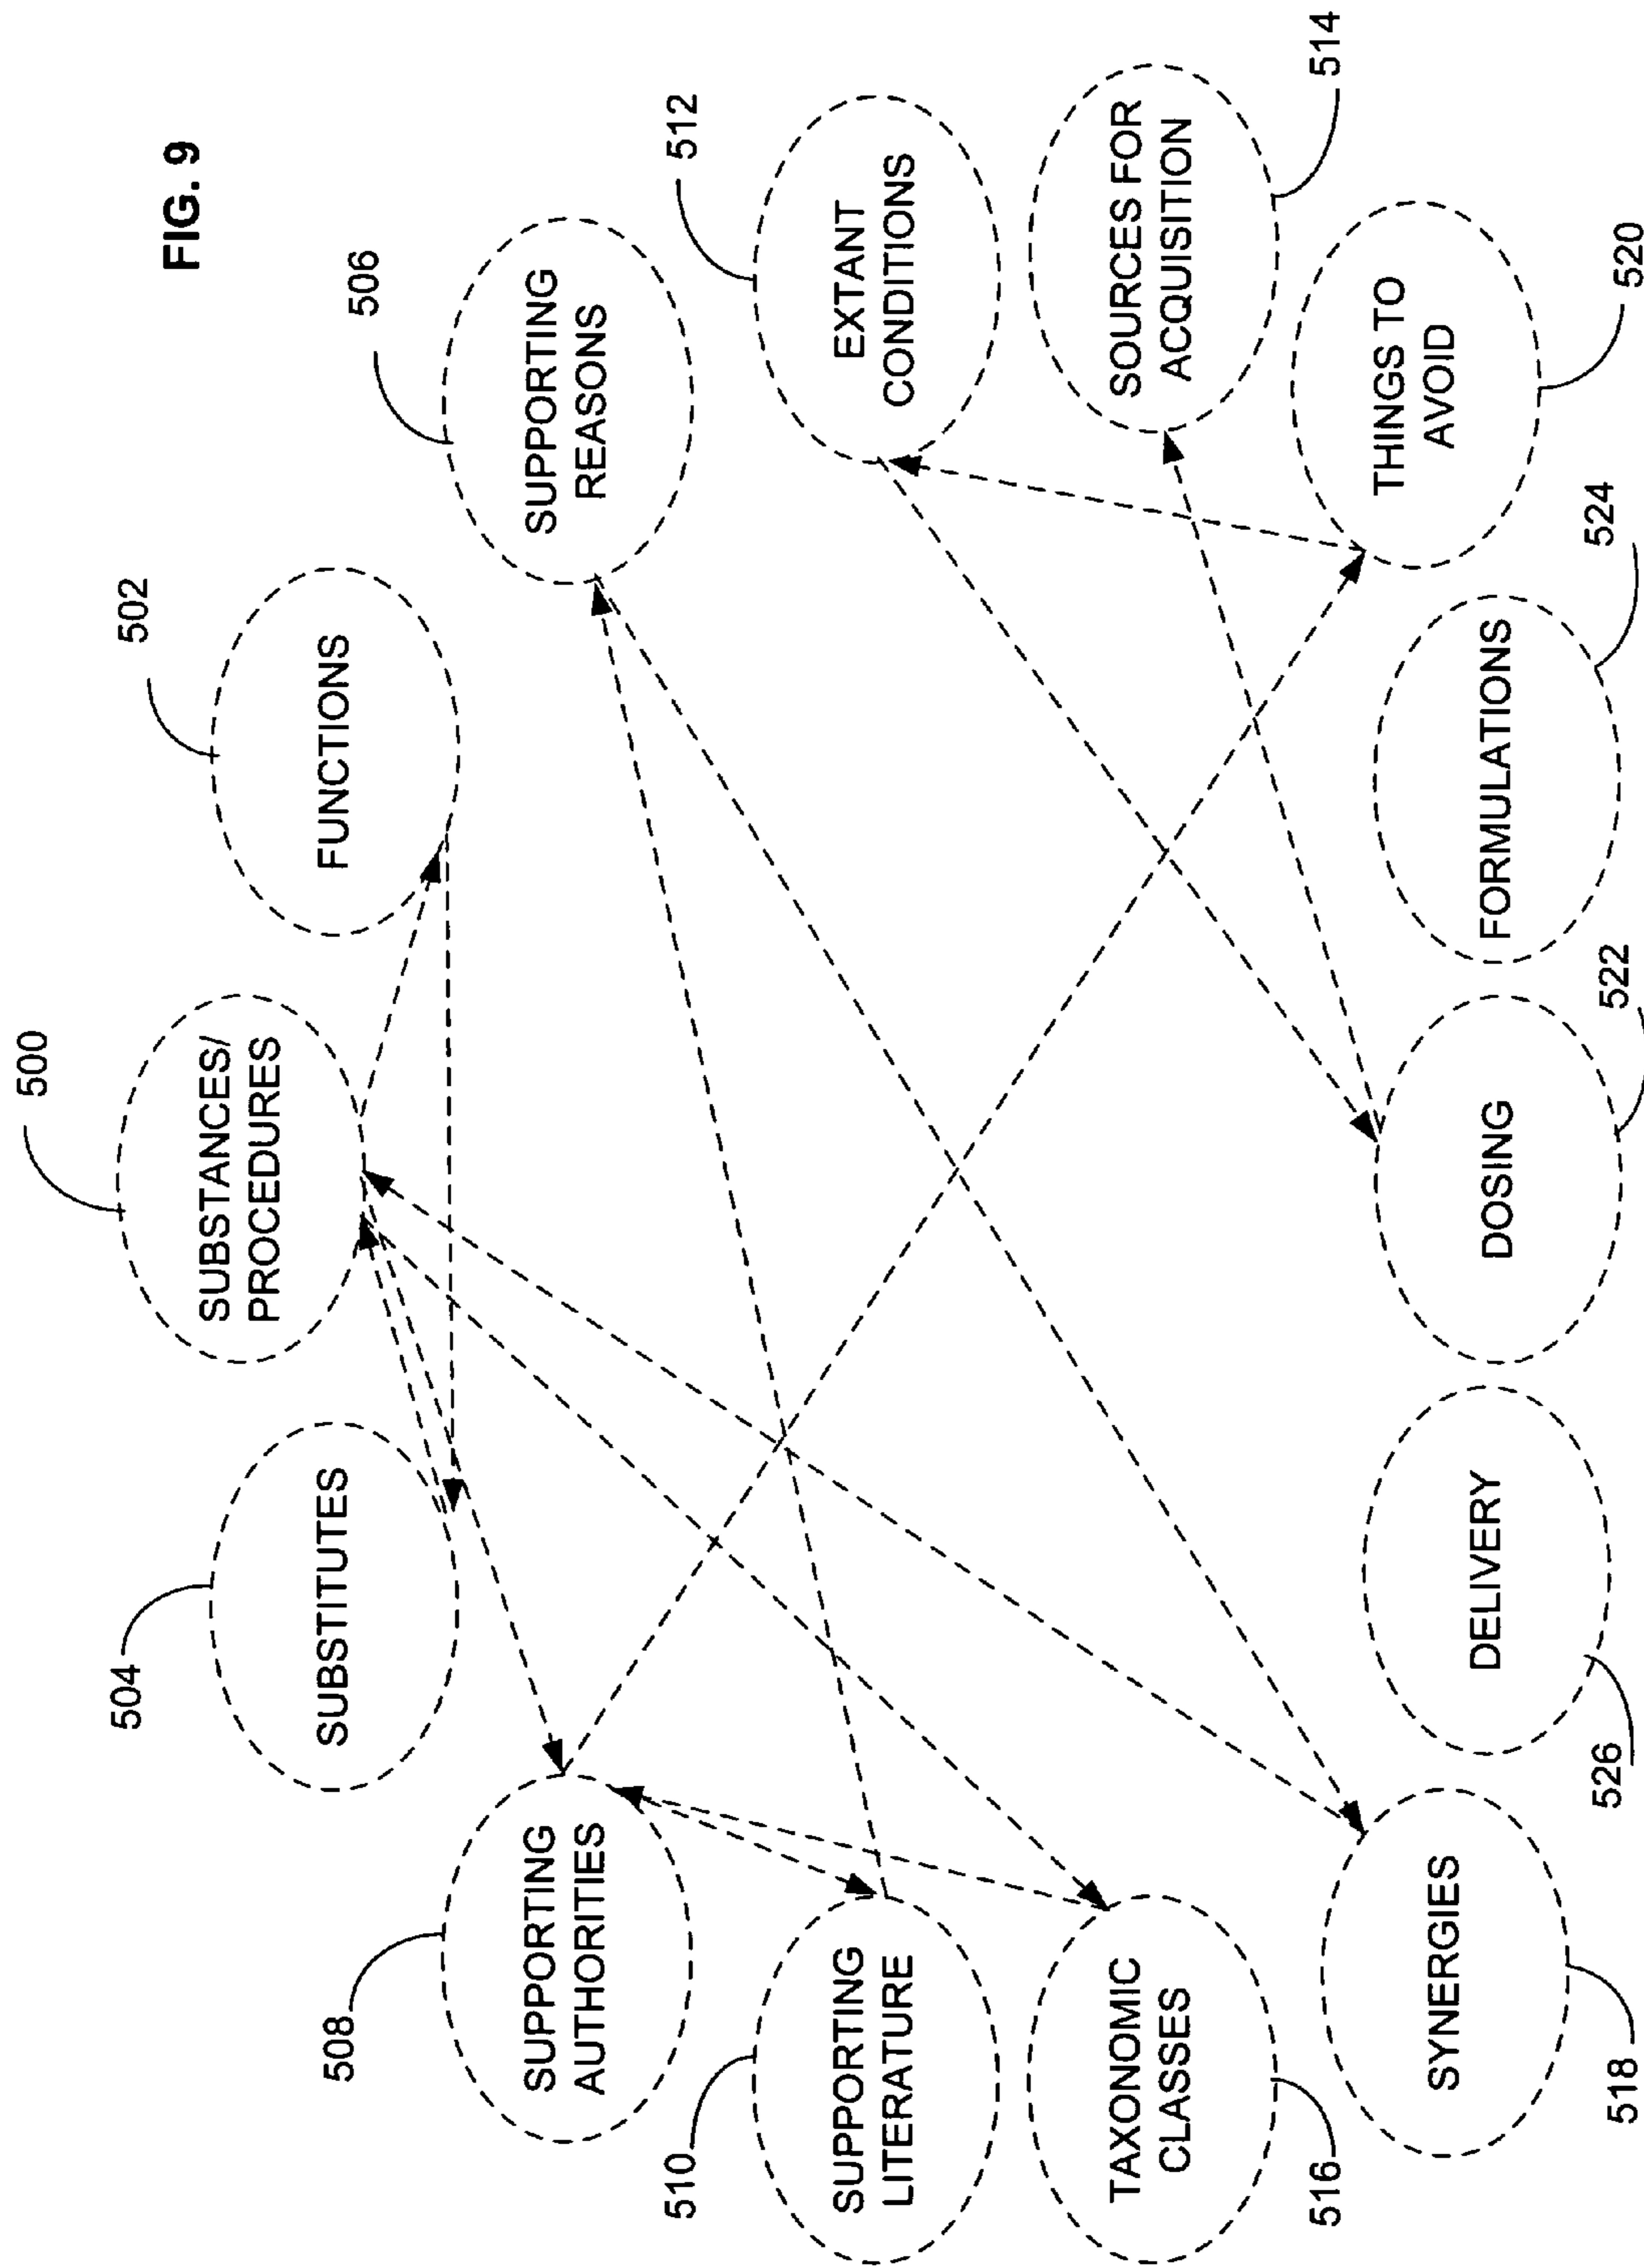 FIG. 9
500
SUBSTANCES/
PROCEDURES
504
SUBSTITUTES
502
FUNCTIONS
508
SUPPORTING
AUTHORITIES
506
SUPPORTING
REASONS
510
SUPPORTING
LITERATURE
512
EXTANT
CONDITIONS
TAXONOMIC
CLASSES
516
SOURCES FOR
ACQUISITION
514
SYNERGIES
518
THINGS TO
AVOID
520
DELIVERY
526
DOSING
522
FORMULATIONS
524